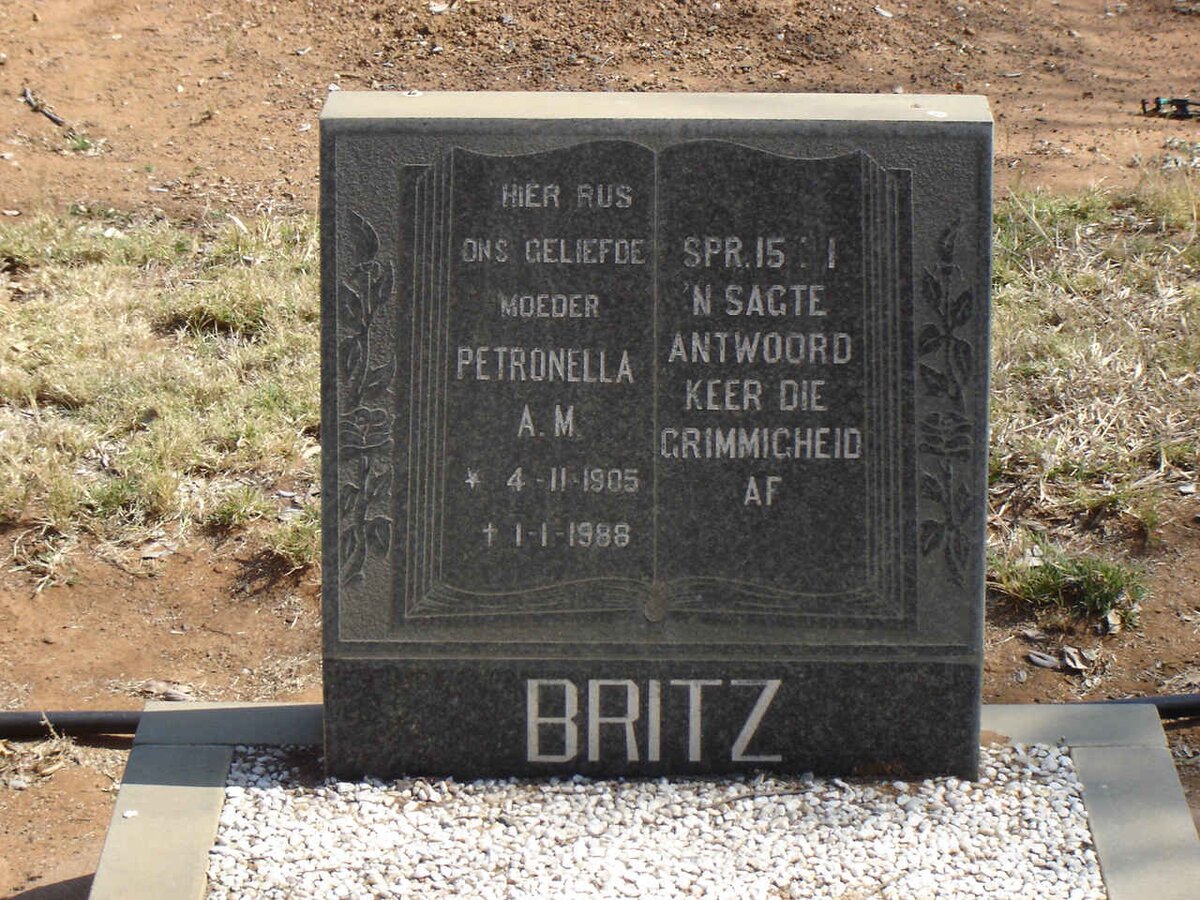 HIER RUS
ONS GELIEFDE
MOEDER
PETRONELLA
A.M.
* 4-11-1905
† 1-1-1988
SPR.15:1
'N SAGTE
ANTWOORD
KEER DIE
GRIMMIGHEID
AF
BRITZ